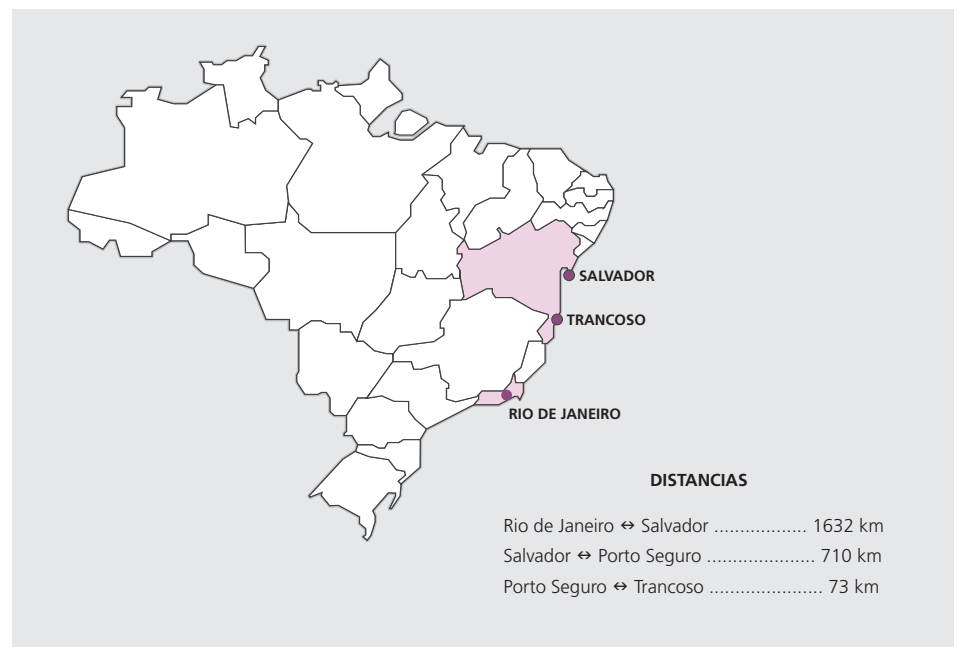 SALVADOR
TRANCOSO
RIO DE JANEIRO
DISTANCIAS
Rio de Janeiro ↔ Salvador .................. 1632 km
Salvador ↔ Porto Seguro ..................... 710 km
Porto Seguro ↔ Trancoso ...................... 73 km